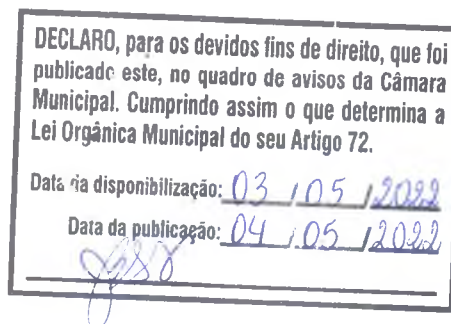 DECLARO, para os devidos fins de direito, que foi
publicado este, no quadro de avisos da Câmara
Municipal. Cumprindo assim o que determina a
Lei Orgânica Municipal do seu Artigo 72.
Data da disponibilização: 03 / 05 / 2022
Data da publicação: 04 / 05 / 2022